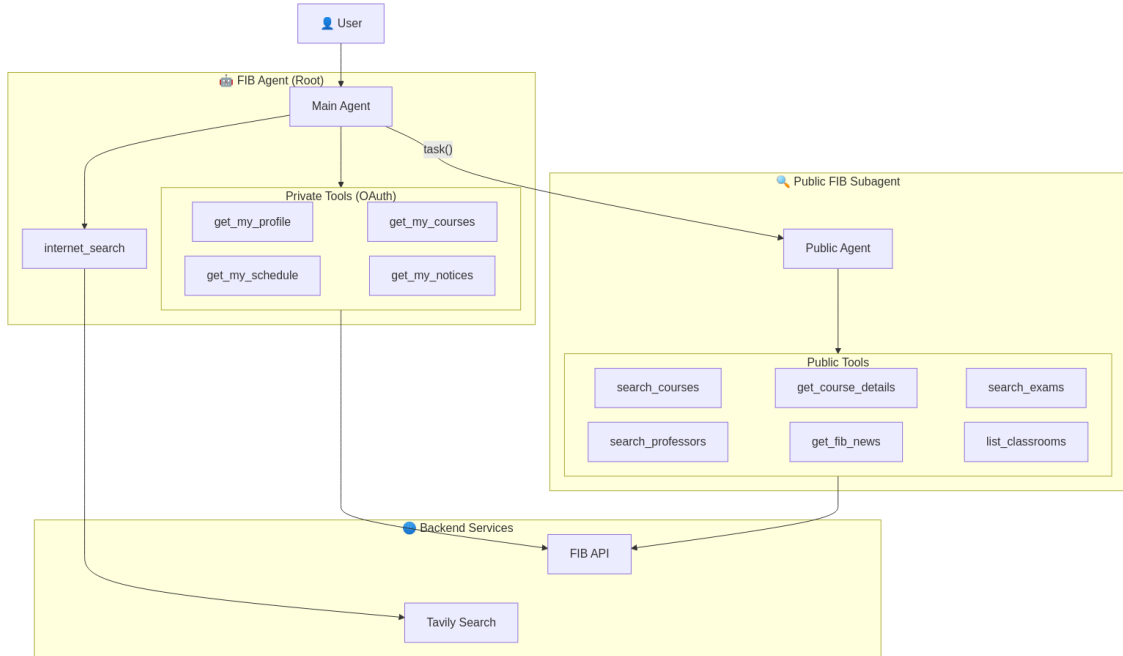 👤 User
🤖 FIB Agent (Root)
Main Agent
task()
🔍 Public FIB Subagent
Private Tools (OAuth)
get_my_profile
get_my_courses
internet_search
Public Agent
get_my_schedule
get_my_notices
Public Tools
search_courses
get_course_details
search_exams
search_professors
get_fib_news
list_classrooms
🌐 Backend Services
FIB API
Tavily Search